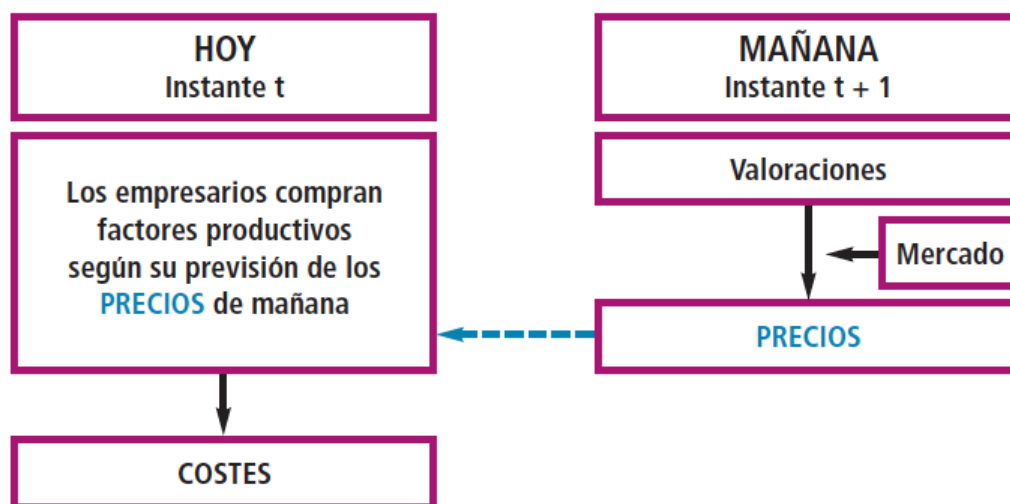 HOY
Instante t
Los empresarios compran
factores productivos
según su previsión de los
PRECIOS de mañana
COSTES
MAÑANA
Instante t + 1
Valoraciones
Mercado
PRECIOS